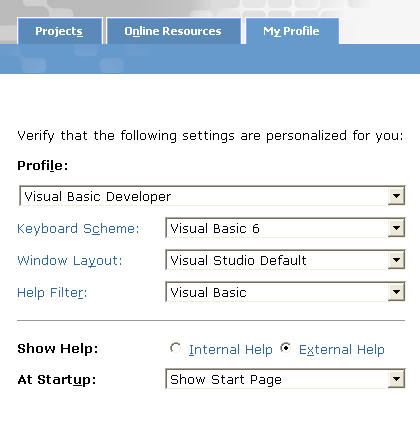 Projects Online Resources My Profile
Verify that the following settings are personalized for you:
Profile:
Visual Basic Developer
Keyboard Scheme: Visual Basic 6
Window Layout: Visual Studio Default
Help Filter: Visual Basic
Show Help: Internal Help External Help
At Startup: Show Start Page